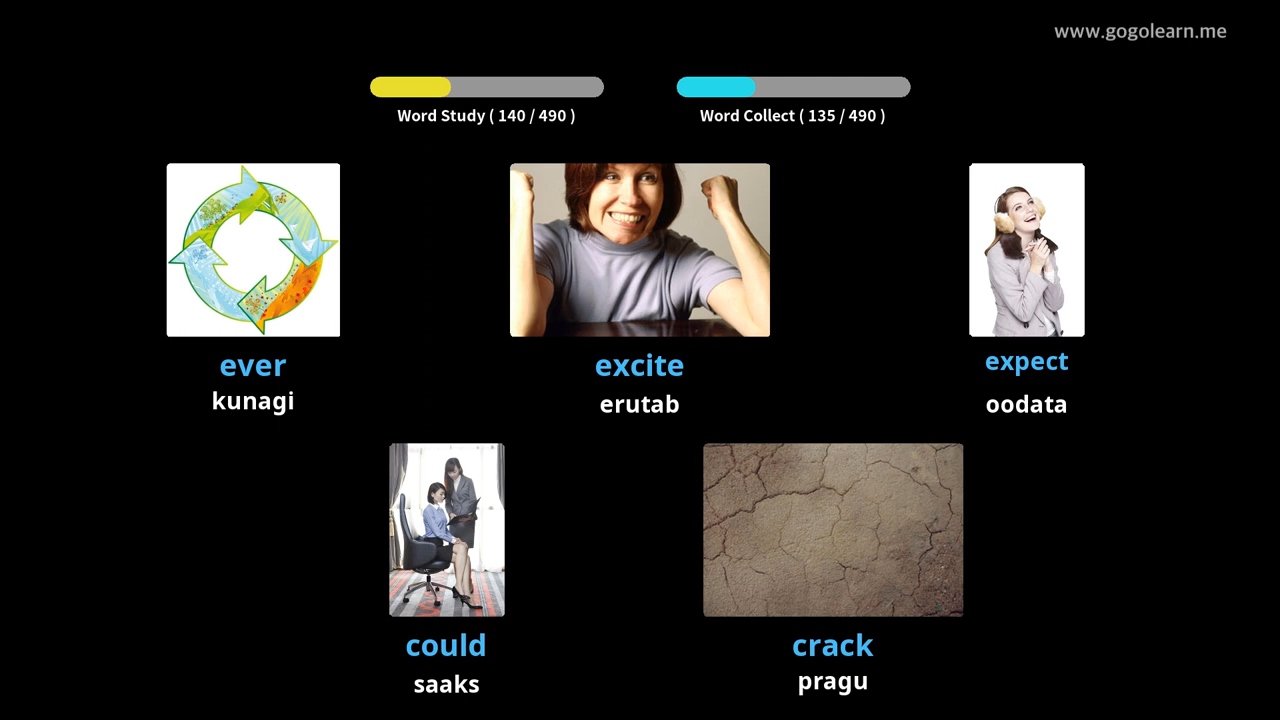 www.gogolearn.me
Word Study ( 140 / 490 )
Word Collect ( 135 / 490 )
ever
kunagi
excite
erutab
expect
oodata
could
saaks
crack
pragu